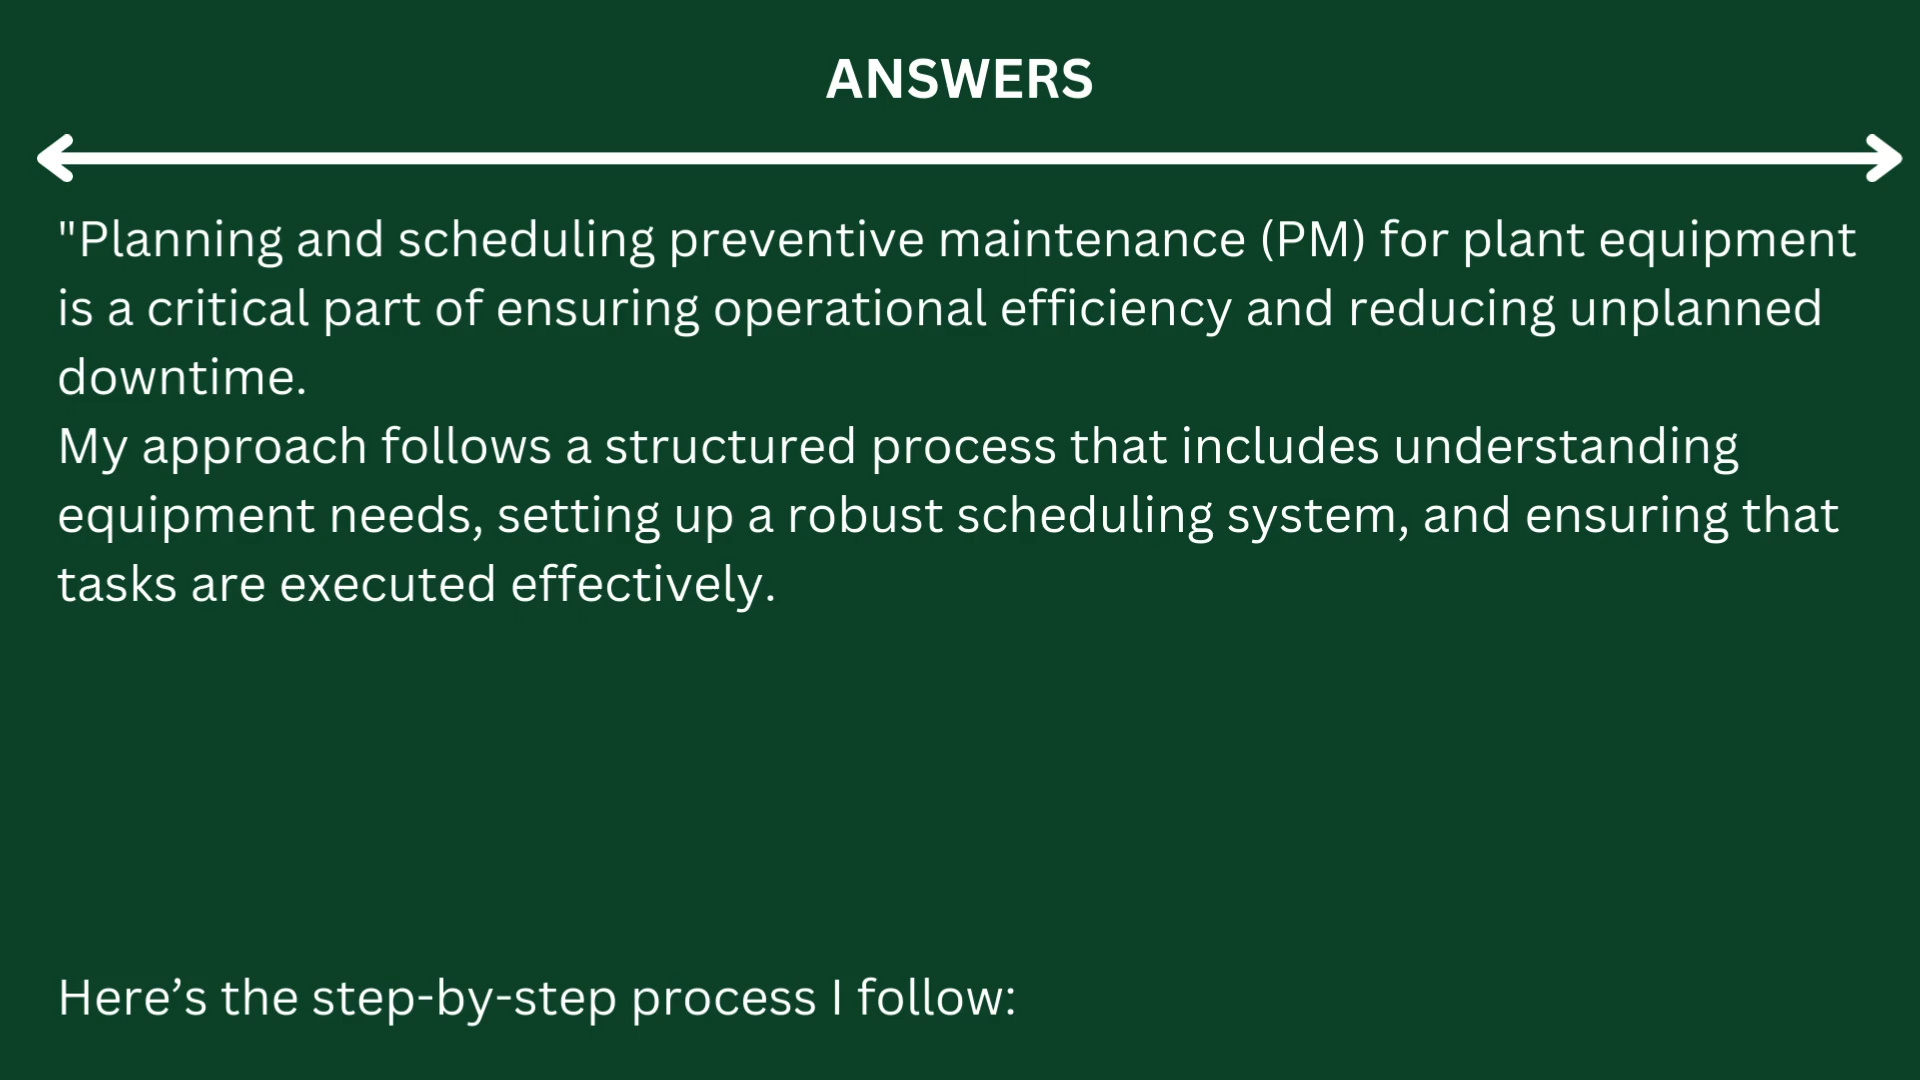 ANSWERS
"Planning and scheduling preventive maintenance (PM) for plant equipment
is a critical part of ensuring operational efficiency and reducing unplanned
downtime.
My approach follows a structured process that includes understanding
equipment needs, setting up a robust scheduling system, and ensuring that
tasks are executed effectively.
Here’s the step-by-step process I follow: